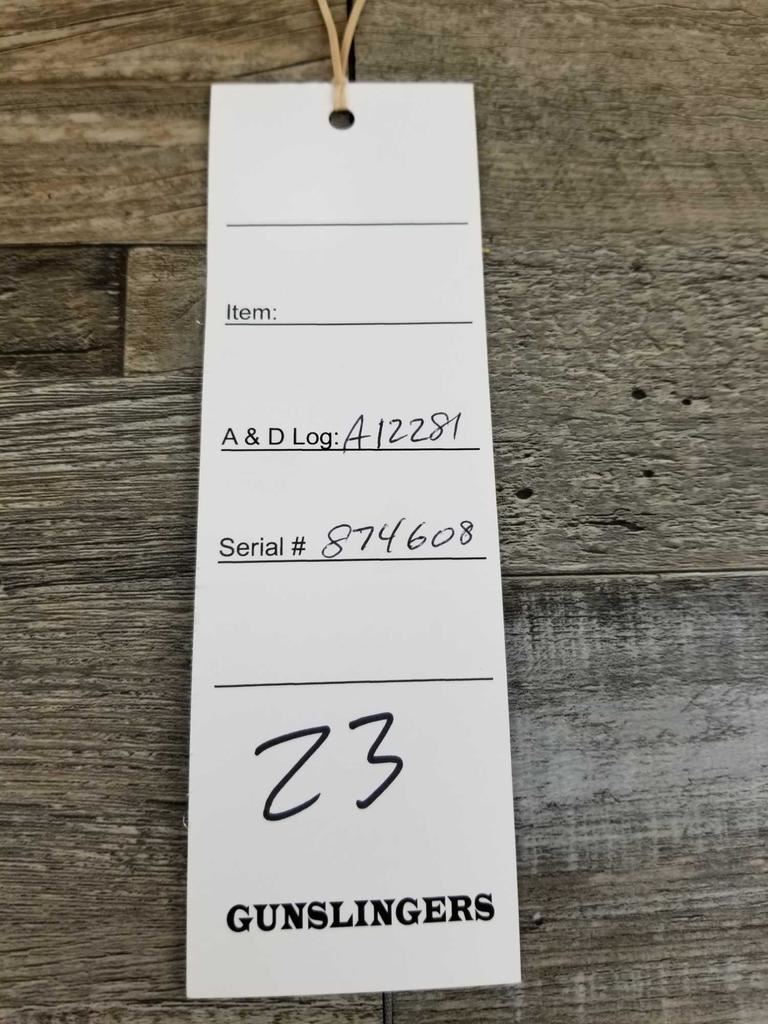 Item:
A & D Log: A12281
Serial # 874608
23
GUNSLINGERS